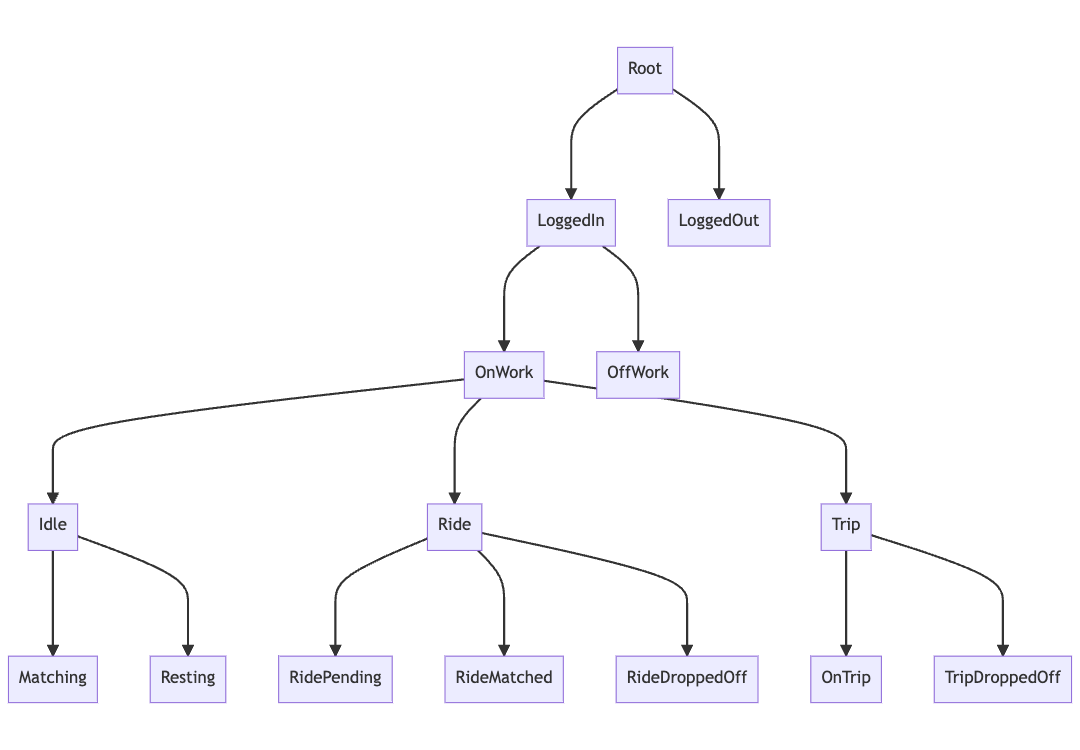 Root
LoggedIn
LoggedOut
OnWork
OffWork
Idle
Ride
Trip
Matching
Resting
RidePending
RideMatched
RideDroppedOff
OnTrip
TripDroppedOff